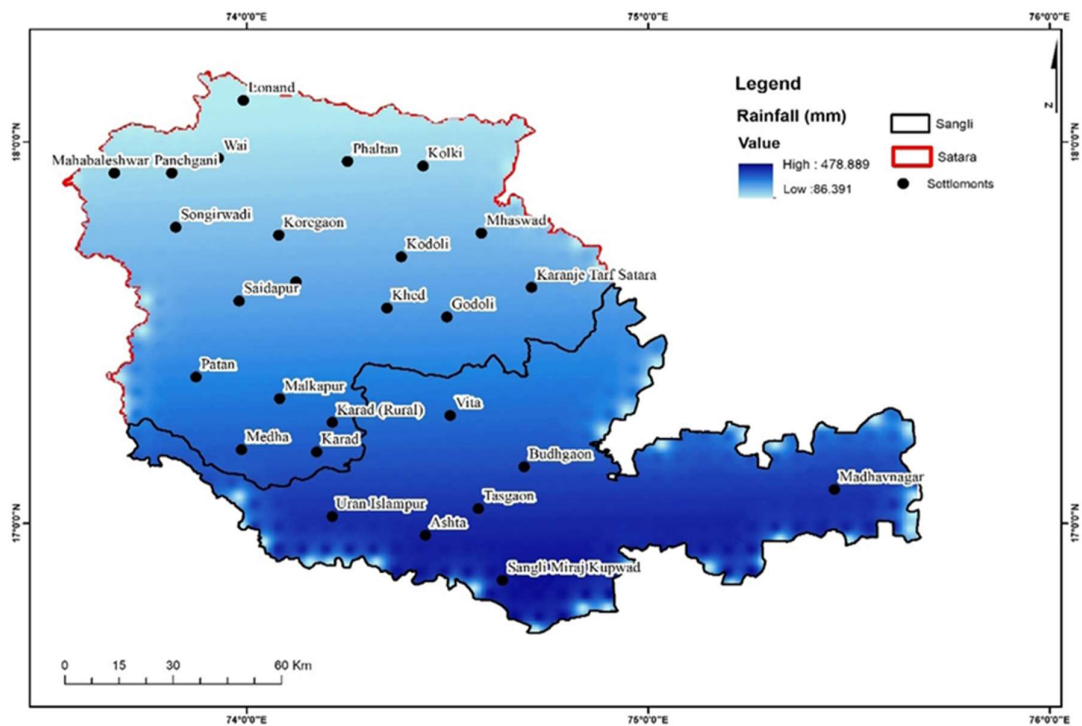 74°0'0"E 75°0'0"E 76°0'0"E
Legend
Rainfall (mm)
Value
High : 478.889
Low :86.391
Sangli
Satara
Settlomonts
Z
18°0'0"N 18°0'0"N
Lonand
Wai
Phaltan
Kolki
Mahabaleshwar Panchgani
Songirwadi
Korcgaon
Mhaswad
Kodoli
Karanje Tarf Satara
Saidapur
Khcd
Godoli
Patan
Malkapur
Karad (Rural)
Vita
Medha
Karad
Budhgaon
Madhavnagar
Tasgaon
Uran Islampur
Ashta
17°0'0"N 17°0'0"N
Sangli Miraj Kupwad
0 15 30 60 Km
74°0'0"E 75°0'0"E 76°0'0"E